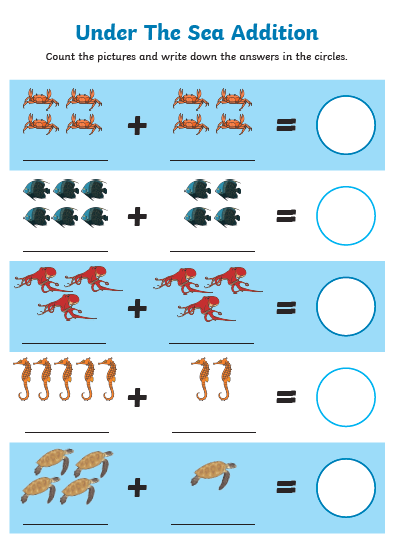 Under The Sea Addition
Count the pictures and write down the answers in the circles.
+ =
+ =
+ =
+ =
+ =